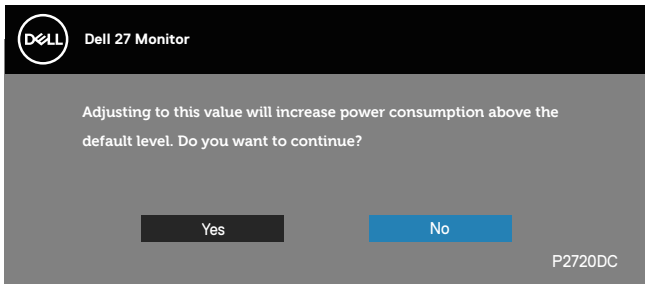 DELL Dell 27 Monitor
Adjusting to this value will increase power consumption above the
default level. Do you want to continue?
Yes No
P2720DC